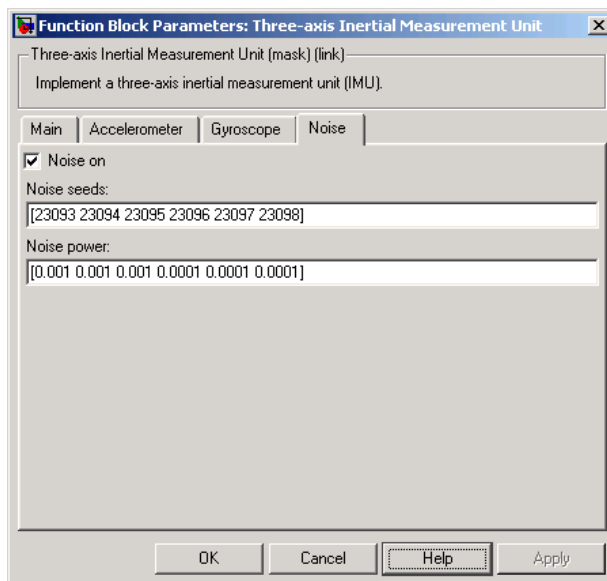 Function Block Parameters: Three-axis Inertial Measurement Unit
Three-axis Inertial Measurement Unit (mask) (link)
Implement a three-axis inertial measurement unit (IMU).
Main Accelerometer Gyroscope Noise
Noise on
Noise seeds:
[23093 23094 23095 23096 23097 23098]
Noise power:
[0.001 0.001 0.001 0.0001 0.0001 0.0001]
OK Cancel Help Apply